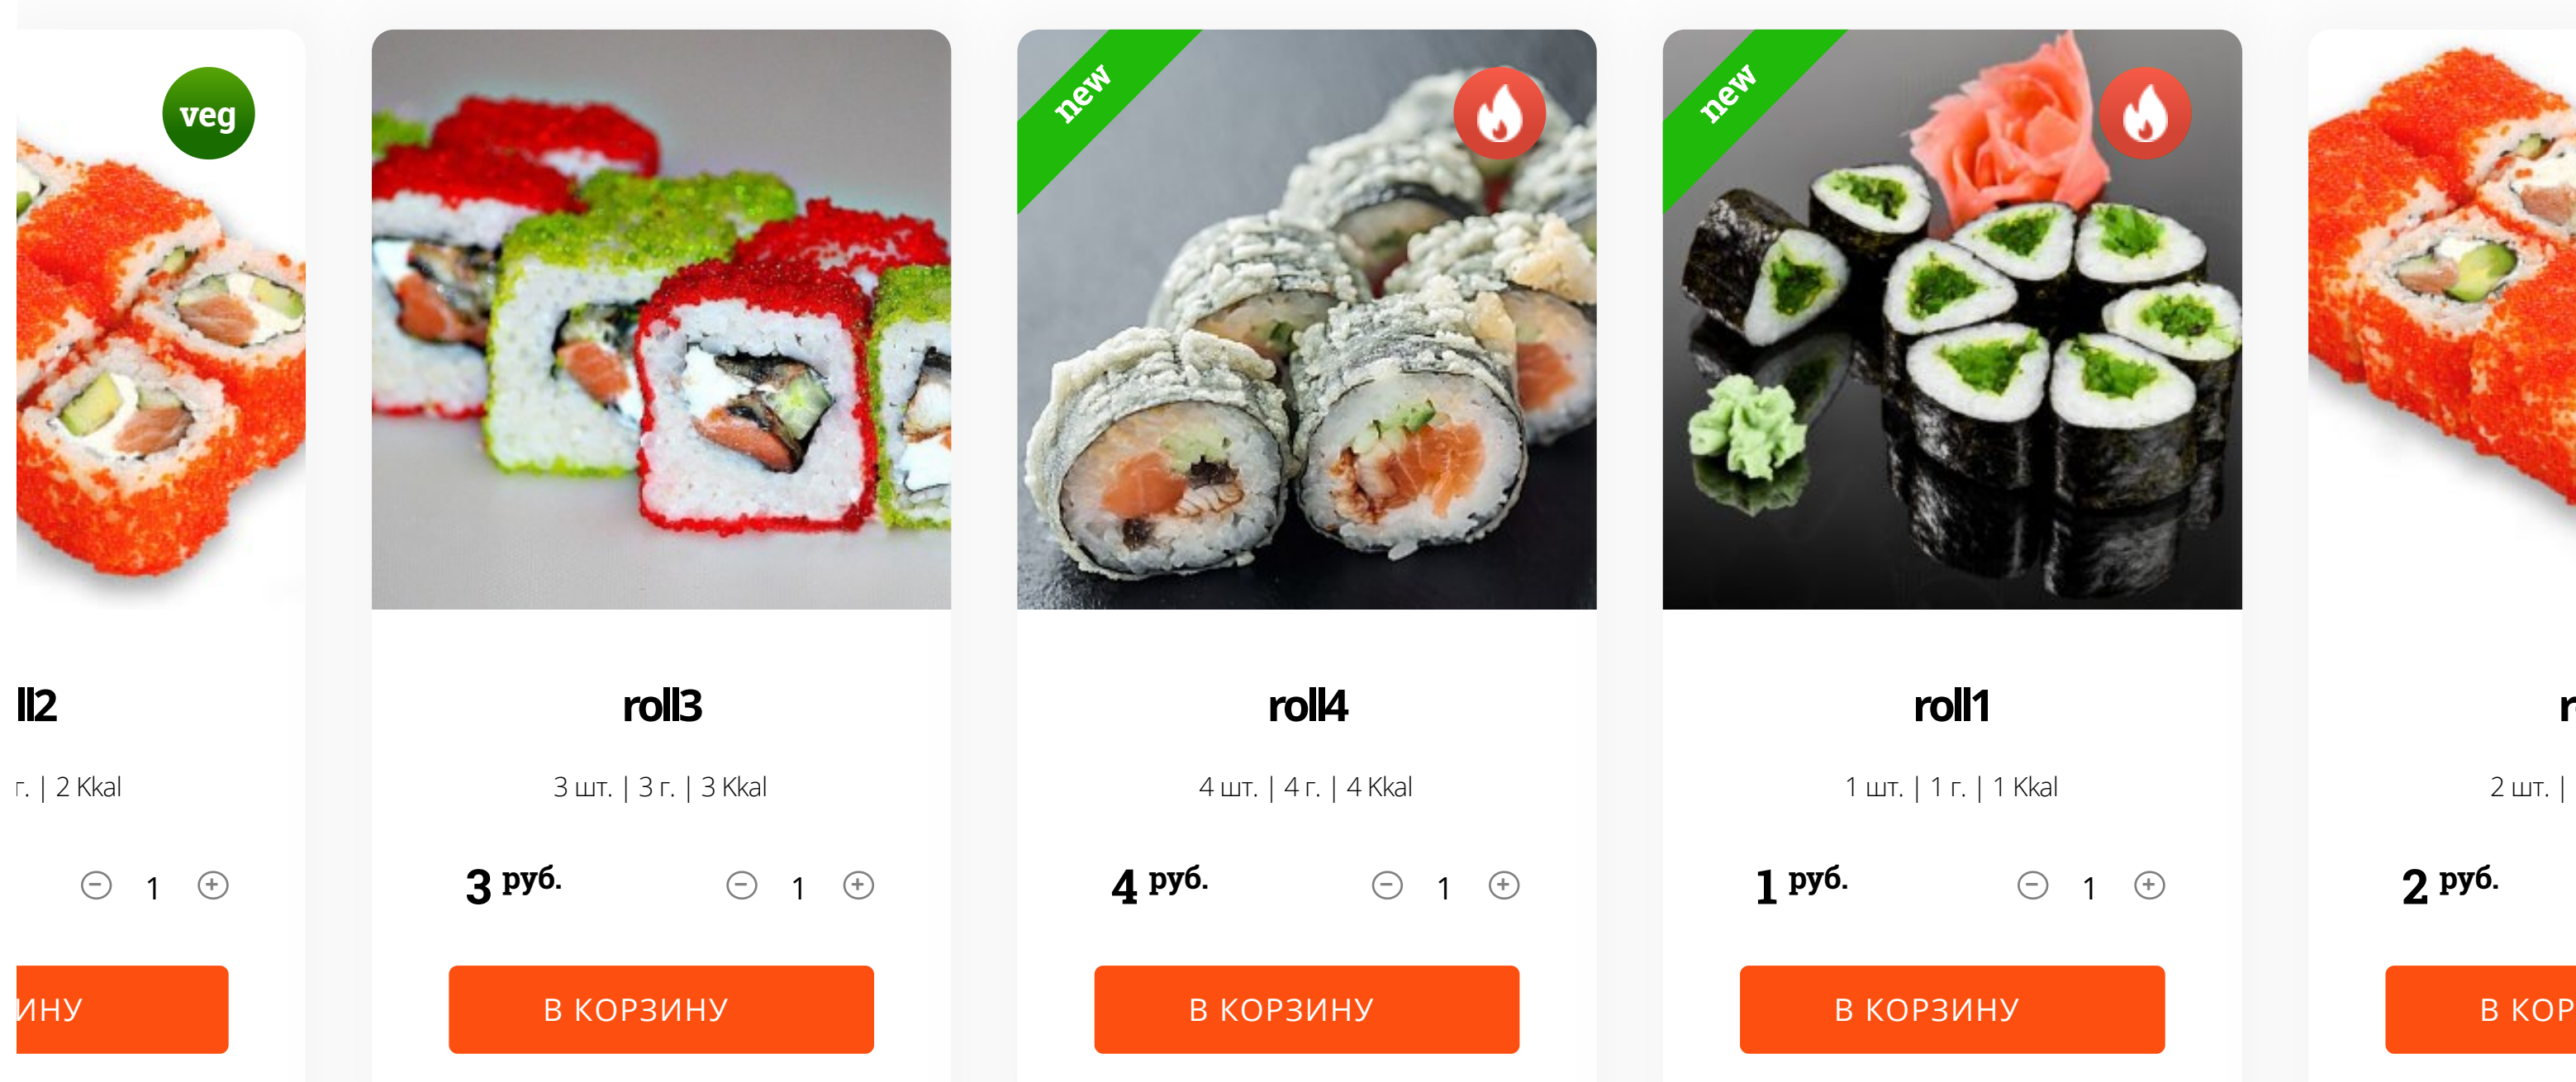 veg
new
new
ll2
roll3
roll4
roll1
г. | 2 Kkal
3 шт. | 3 г. | 3 Kkal
4 шт. | 4 г. | 4 Kkal
1 шт. | 1 г. | 1 Kkal
2 шт. |
1
3 руб.
1
4 руб.
1
1 руб.
1
2 руб.
ИНУ
В КОРЗИНУ
В КОРЗИНУ
В КОРЗИНУ
В КОР